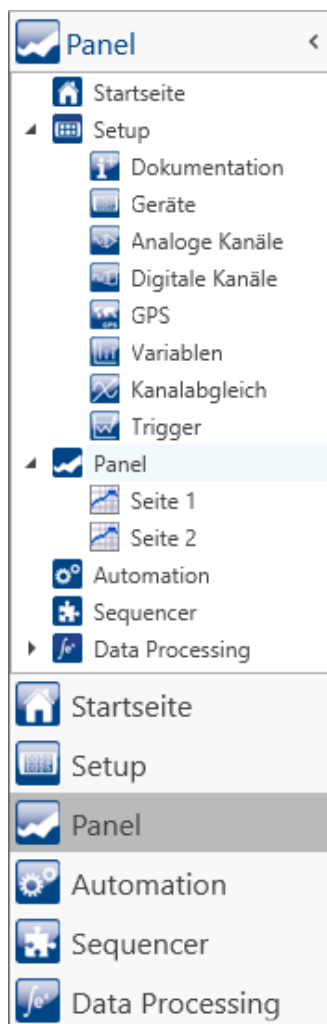 Panel
Startseite
Setup
Dokumentation
Geräte
Analoge Kanäle
Digitale Kanäle
GPS
Variablen
Kanalabgleich
Trigger
Panel
Seite 1
Seite 2
Automation
Sequencer
Data Processing
Startseite
Setup
Panel
Automation
Sequencer
Data Processing